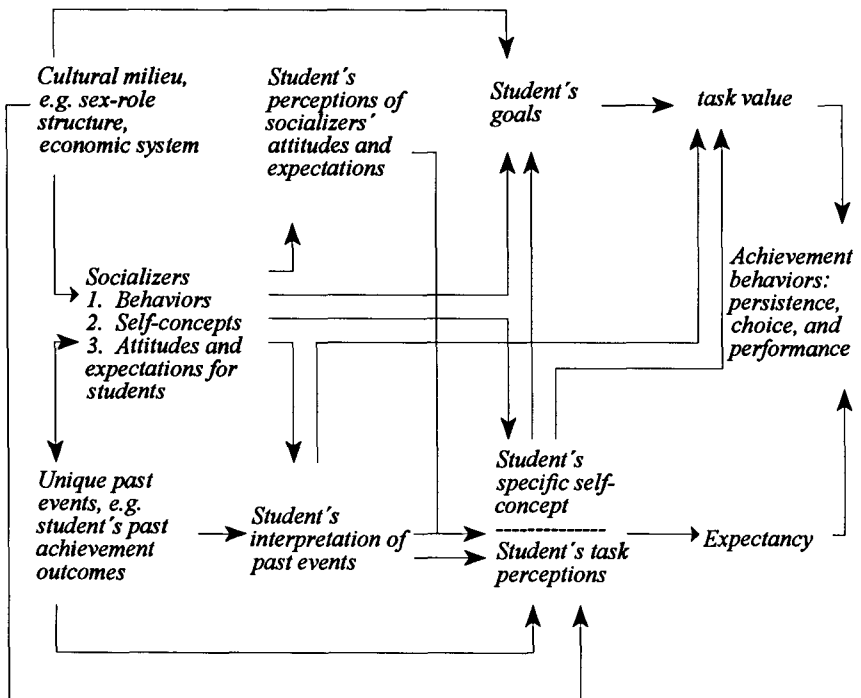 Cultural milieu,
e.g. sex-role
structure,
economic system
Student´s
perceptions of
socializers´
attitudes and
expectations
Student´s
goals
task value
Socializers
1. Behaviors
2. Self-concepts
3. Attitudes and
expectations for
students
Achievement
behaviors:
persistence,
choice, and
performance
Unique past
events, e.g.
student´s past
achievement
outcomes
Student´s
interpretation of
past events
Student´s
specific self-
concept
Student´s task
perceptions
Expectancy